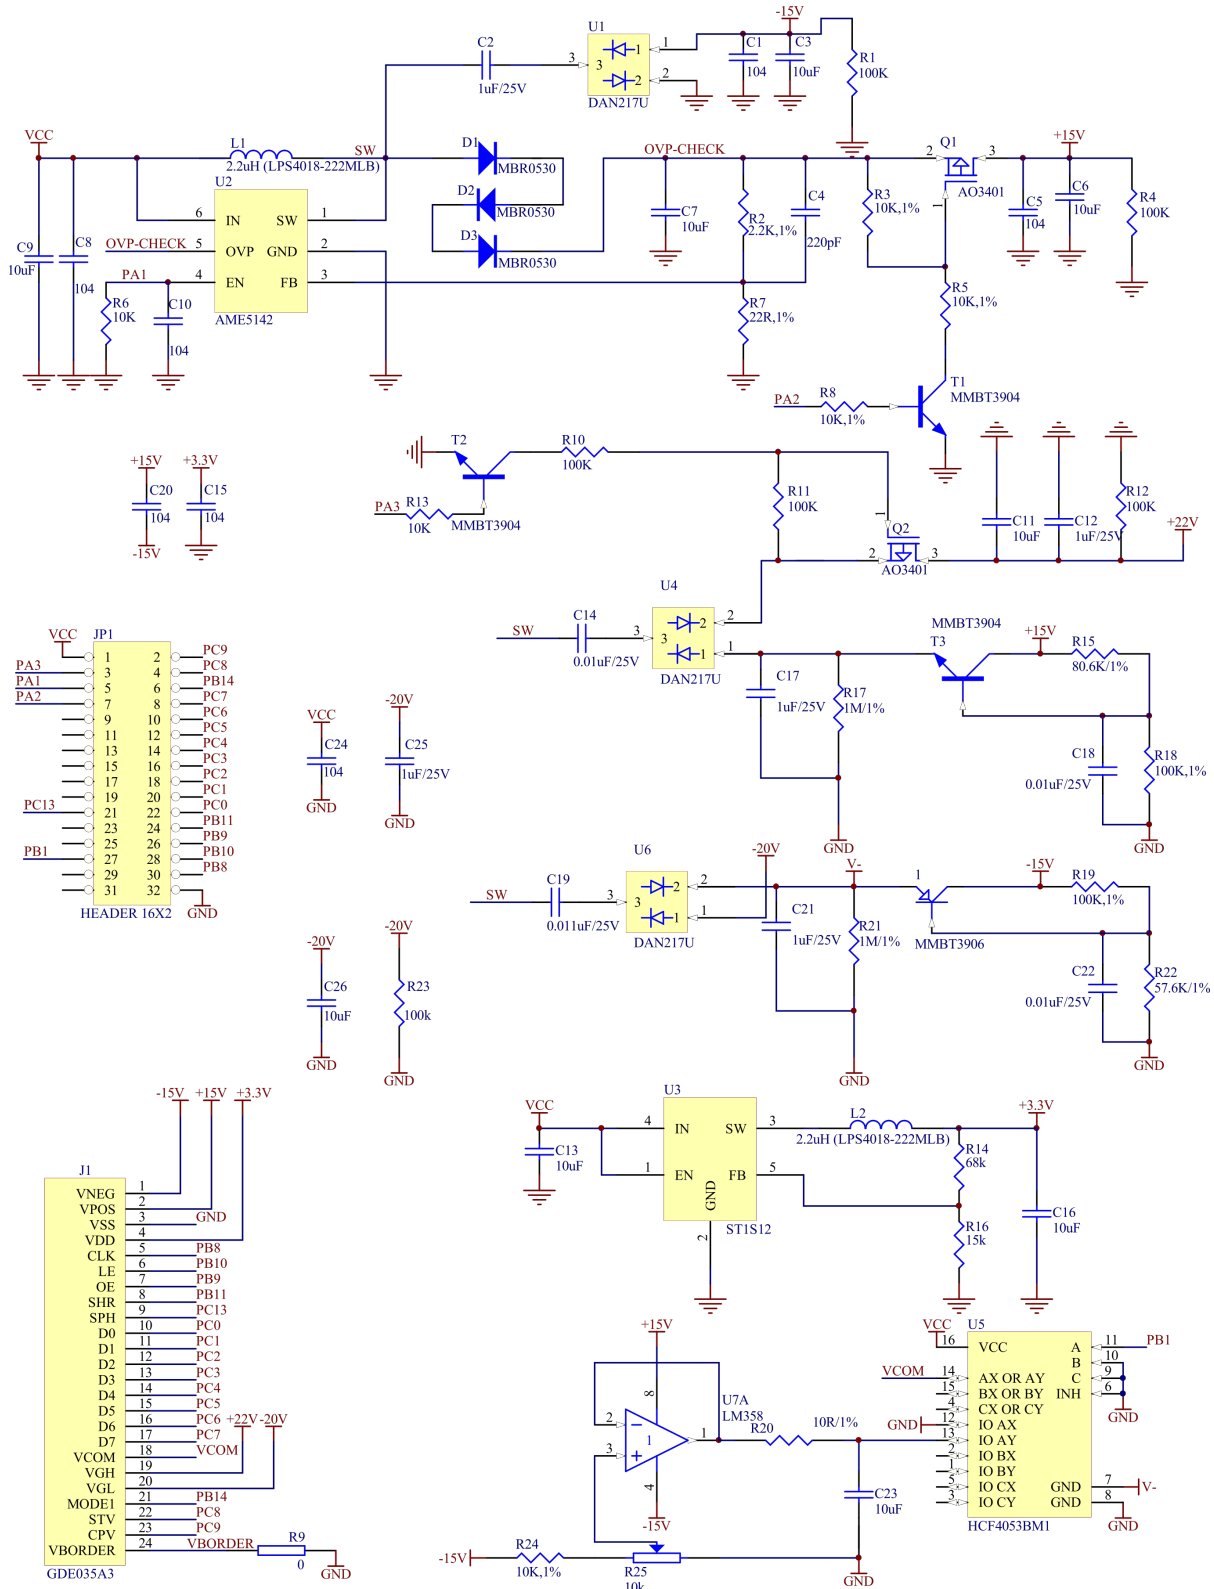 -15V
U1
C2
1uF/25V
3
3
1
2
1
2
DAN217U
C1
104
C3
10uF
R1
100K
VCC
L1
2.2uH (LPS4018-222MLB)
SW
D1
MBR0530
D2
MBR0530
D3
MBR0530
OVP-CHECK
Q1
2
3
1
AO3401
+15V
C5
104
C6
10uF
R4
100K
C7
10uF
R2
2.2K,1%
C4
220pF
R3
10K,1%
U2
6
IN
SW
1
OVP-CHECK
5
OVP
GND
2
PA1
4
EN
FB
3
AME5142
C9
10uF
C8
104
R6
10K
C10
104
R7
22R,1%
R5
10K,1%
PA2
R8
10K,1%
T1
MMBT3904
+15V
C20
104
-15V
+3.3V
C15
104
T2
R10
100K
PA3
R13
10K
MMBT3904
R11
100K
1
Q2
2
3
AO3401
C11
10uF
C12
1uF/25V
R12
100K
+22V
U4
SW
C14
0.01uF/25V
3
3
2
1
2
1
DAN217U
C17
1uF/25V
R17
1M/1%
GND
MMBT3904
T3
+15V
R15
80.6K/1%
C18
0.01uF/25V
R18
100K,1%
GND
JP1
VCC
1
2
PC9
PA3
3
4
PC8
PA1
5
6
PB14
PA2
7
8
PC7
9
10
PC6
11
12
PC5
13
14
PC4
15
16
PC3
17
18
PC2
19
20
PC1
PC13
21
22
PC0
23
24
PB11
25
26
PB9
PB1
27
28
PB10
29
30
PB8
31
32
GND
HEADER 16X2
VCC
C24
104
GND
-20V
C25
1uF/25V
GND
U6
-20V
V-
SW
C19
0.011uF/25V
3
3
2
1
2
1
DAN217U
C21
1uF/25V
R21
1M/1%
GND
1
MMBT3906
-15V
R19
100K,1%
C22
0.01uF/25V
R22
57.6K/1%
GND
-20V
C26
10uF
GND
-20V
R23
100k
GND
-15V
+15V
+3.3V
J1
VNEG
1
VPOS
2
VSS
3
GND
VDD
4
CLK
5
PB8
LE
6
PB10
OE
7
PB9
SHR
8
PB11
SPH
9
PC13
D0
10
PC0
D1
11
PC1
D2
12
PC2
D3
13
PC3
D4
14
PC4
D5
15
PC5
D6
16
PC6
+22V
-20V
D7
17
PC7
VCOM
18
VCOM
VGH
19
VGL
20
MODE1
21
PB14
STV
22
PC8
CPV
23
PC9
VBORDER
24
VBORDER
R9
0
GND
GDE035A3
U3
VCC
C13
10uF
4
IN
SW
3
1
EN
FB
5
GND
2
ST1S12
L2
2.2uH (LPS4018-222MLB)
+3.3V
R14
68k
R16
15k
C16
10uF
+15V
8
U7A
LM358
2
1
1
3
4
-15V
R20
10R/1%
C23
10uF
-15V
R24
10K,1%
R25
10k
GND
U5
VCC
16
VCC
A
11
PB1
B
10
VCOM
14
AX OR AY
C
9
15
BX OR BY
INH
6
4
CX OR CY
GND
GND
12
IO AX
13
IO AY
2
IO BX
1
IO BY
5
IO CX
GND
7
V-
3
IO CY
GND
8
HCF4053BM1
GND